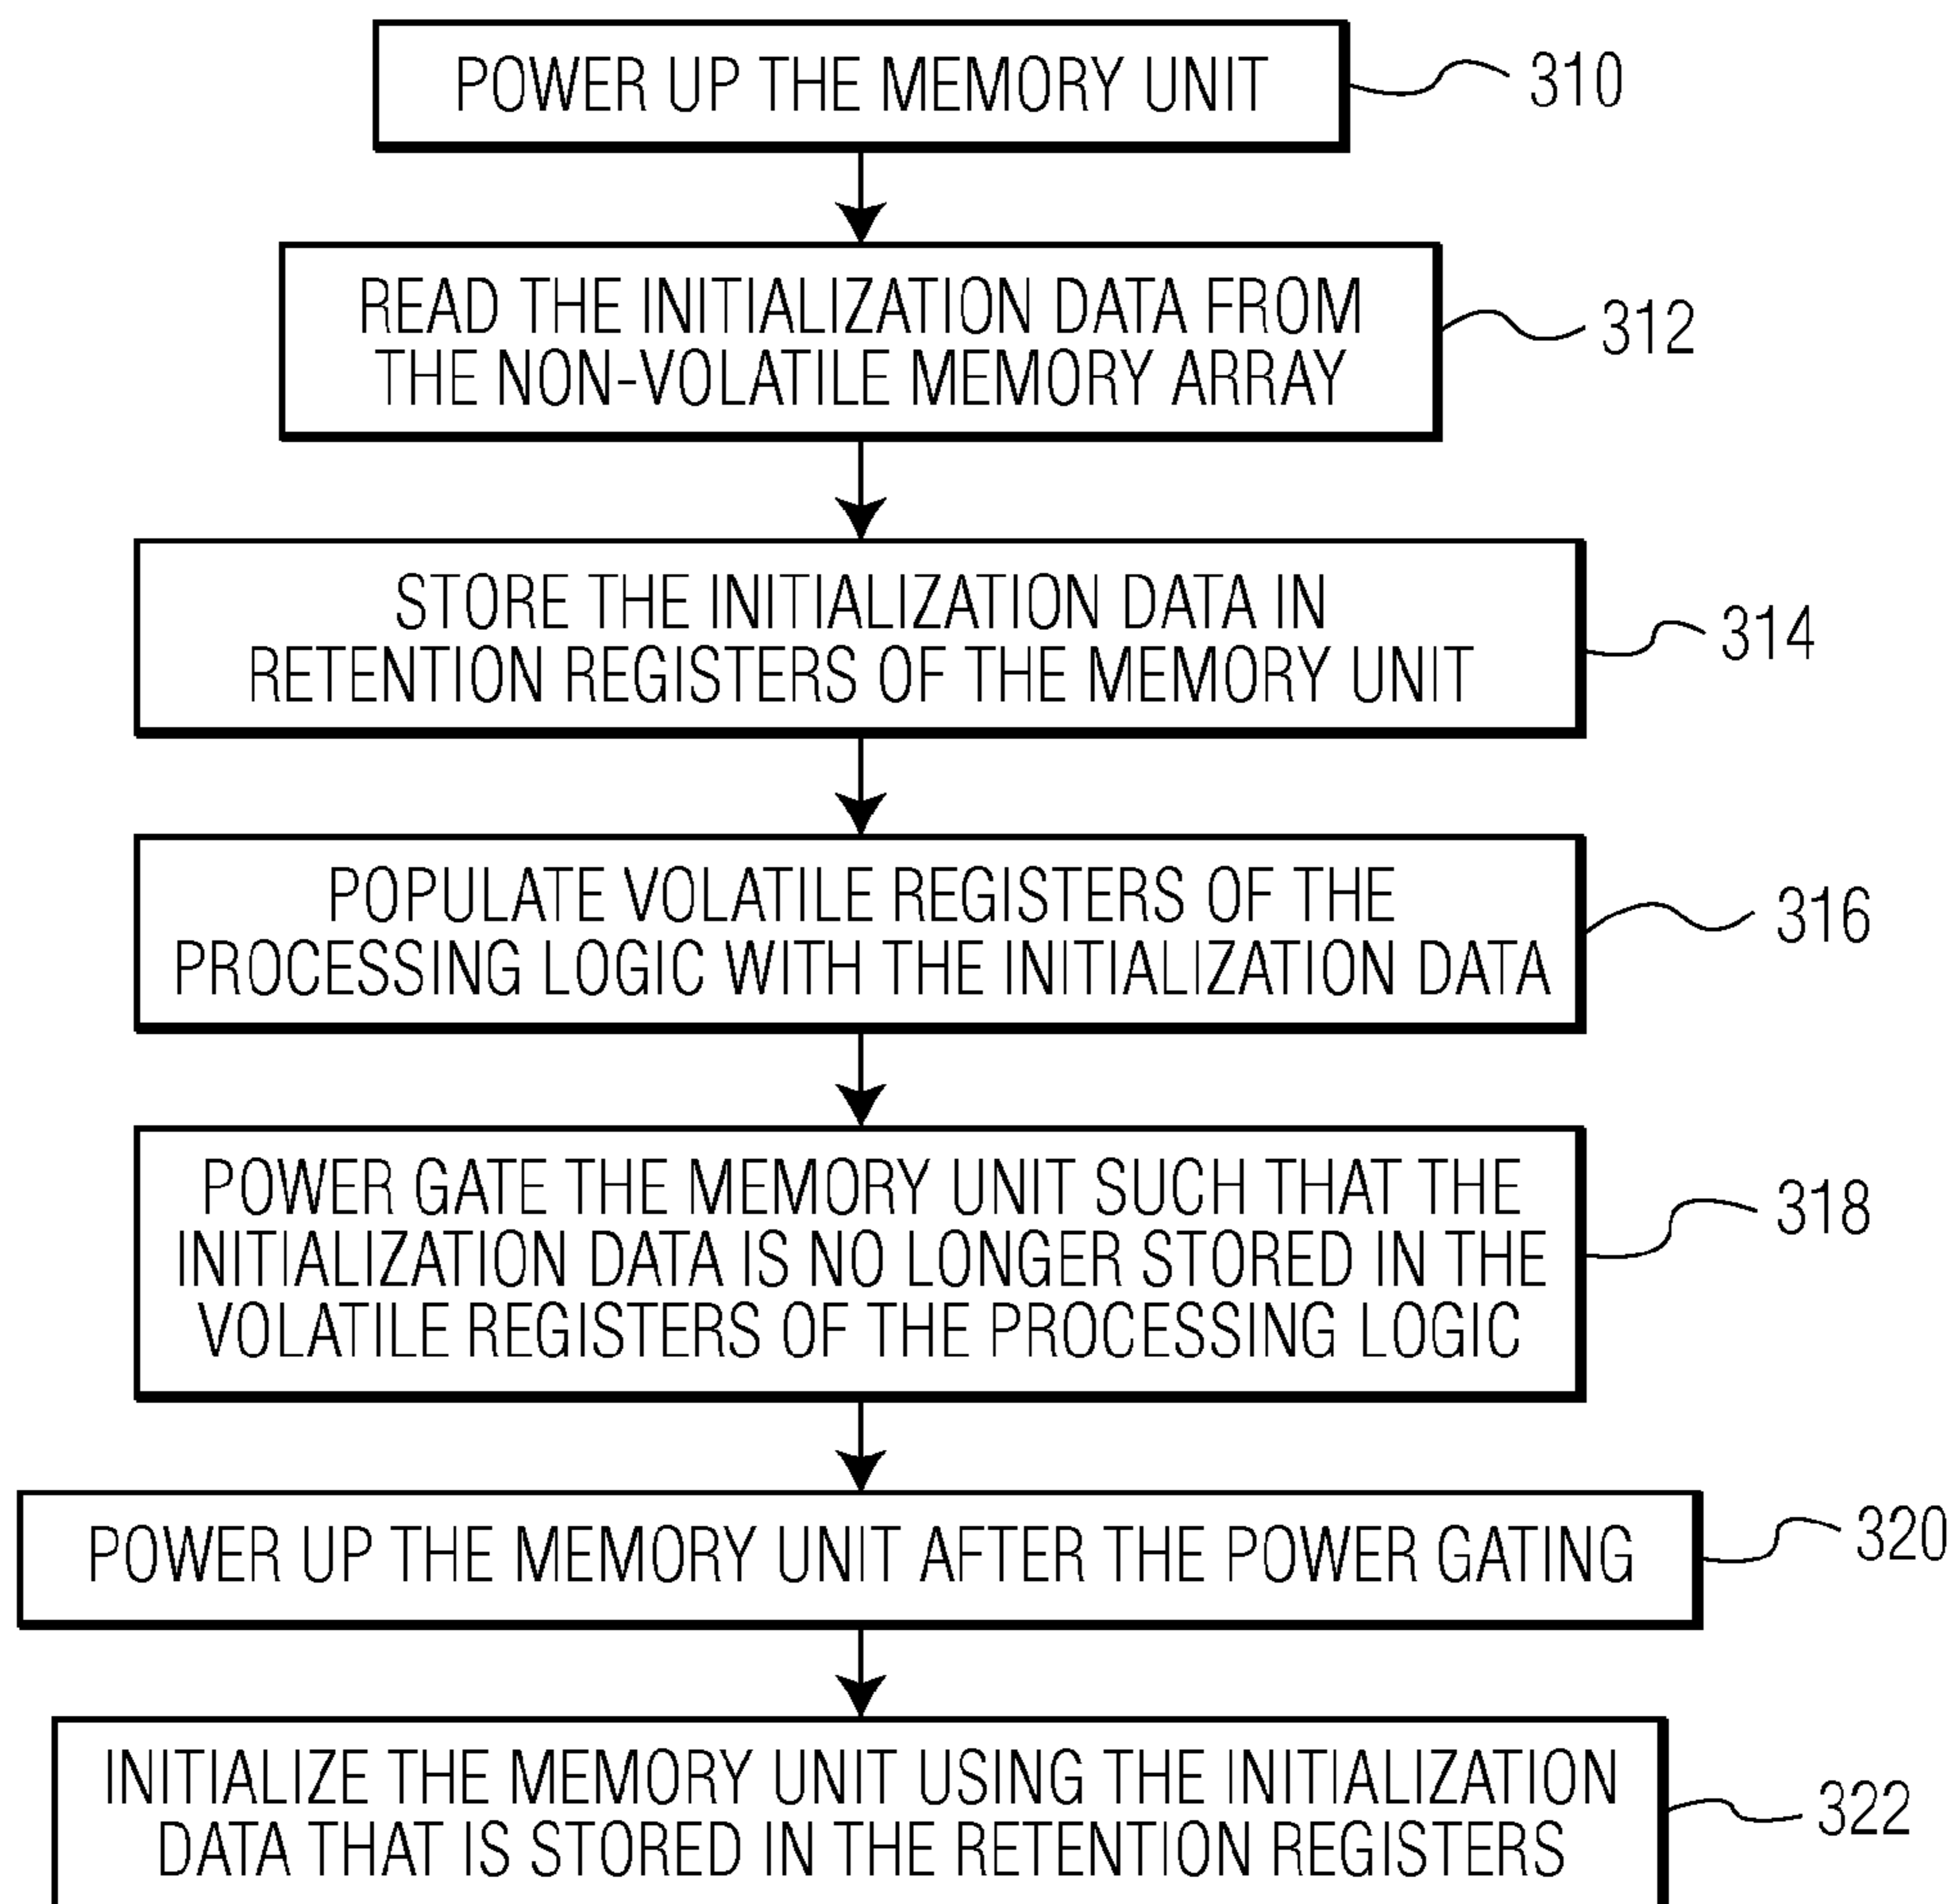 POWER UP THE MEMORY UNIT
310
READ THE INITIALIZATION DATA FROM
THE NON-VOLATILE MEMORY ARRAY
312
STORE THE INITIALIZATION DATA IN
RETENTION REGISTERS OF THE MEMORY UNIT
314
POPULATE VOLATILE REGISTERS OF THE
PROCESSING LOGIC WITH THE INITIALIZATION DATA
316
POWER GATE THE MEMORY UNIT SUCH THAT THE
INITIALIZATION DATA IS NO LONGER STORED IN THE
VOLATILE REGISTERS OF THE PROCESSING LOGIC
318
POWER UP THE MEMORY UNIT AFTER THE POWER GATING
320
INITIALIZE THE MEMORY UNIT USING THE INITIALIZATION
DATA THAT IS STORED IN THE RETENTION REGISTERS
322